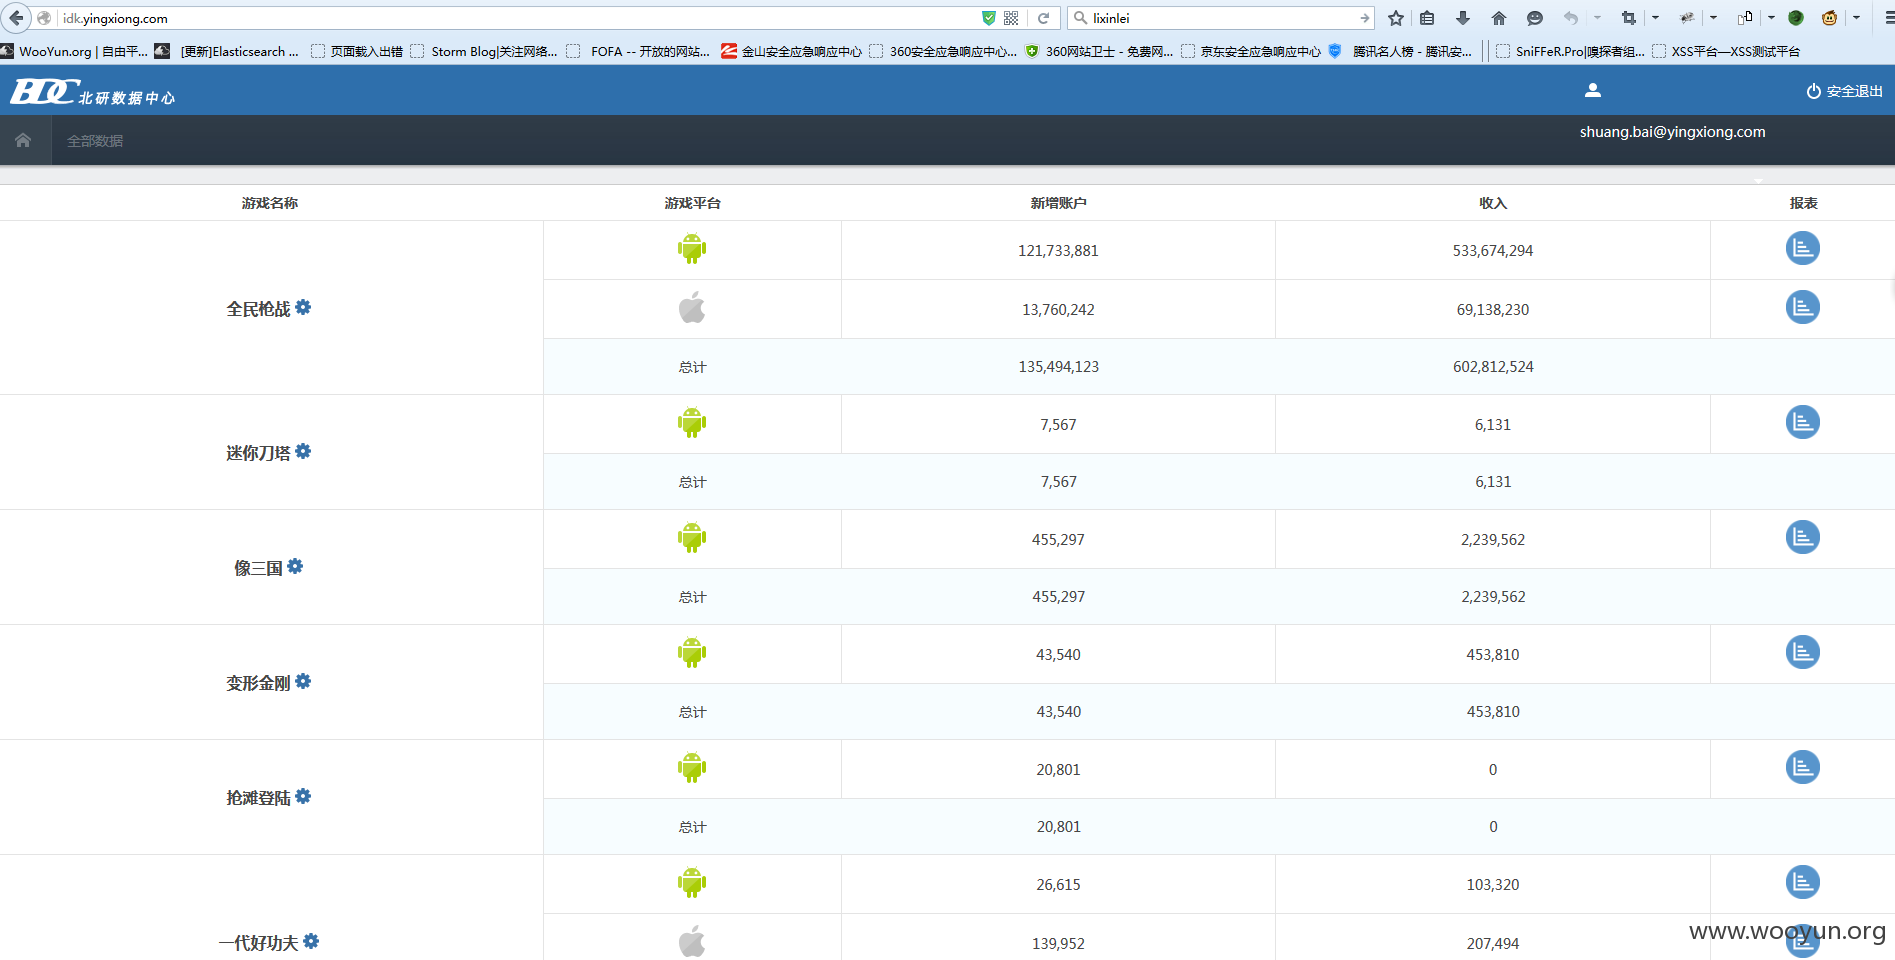 idk.yingxiong.com
lixinlei
WooYun.org | 自由平...
[更新]Elasticsearch ...
页面载入出错
Storm Blog|关注网络...
FOFA -- 开放的网站...
金山安全应急响应中心
360安全应急响应中心...
360网站卫士 - 免费网...
京东安全应急响应中心
腾讯名人榜 - 腾讯安...
SniFFeR.Pro|嗅探者组...
XSS平台—XSS测试平台
BDC 北研数据中心
安全退出
全部数据
shuang.bai@yingxiong.com
游戏名称 游戏平台 新增账户 收入 报表
121,733,881 533,674,294
全民枪战 13,760,242 69,138,230
总计 135,494,123 602,812,524
7,567 6,131
迷你刀塔
总计 7,567 6,131
455,297 2,239,562
像三国
总计 455,297 2,239,562
43,540 453,810
变形金刚
总计 43,540 453,810
20,801 0
抢滩登陆
总计 20,801 0
26,615 103,320
一代好功夫 139,952 207,494
www.wooyun.org